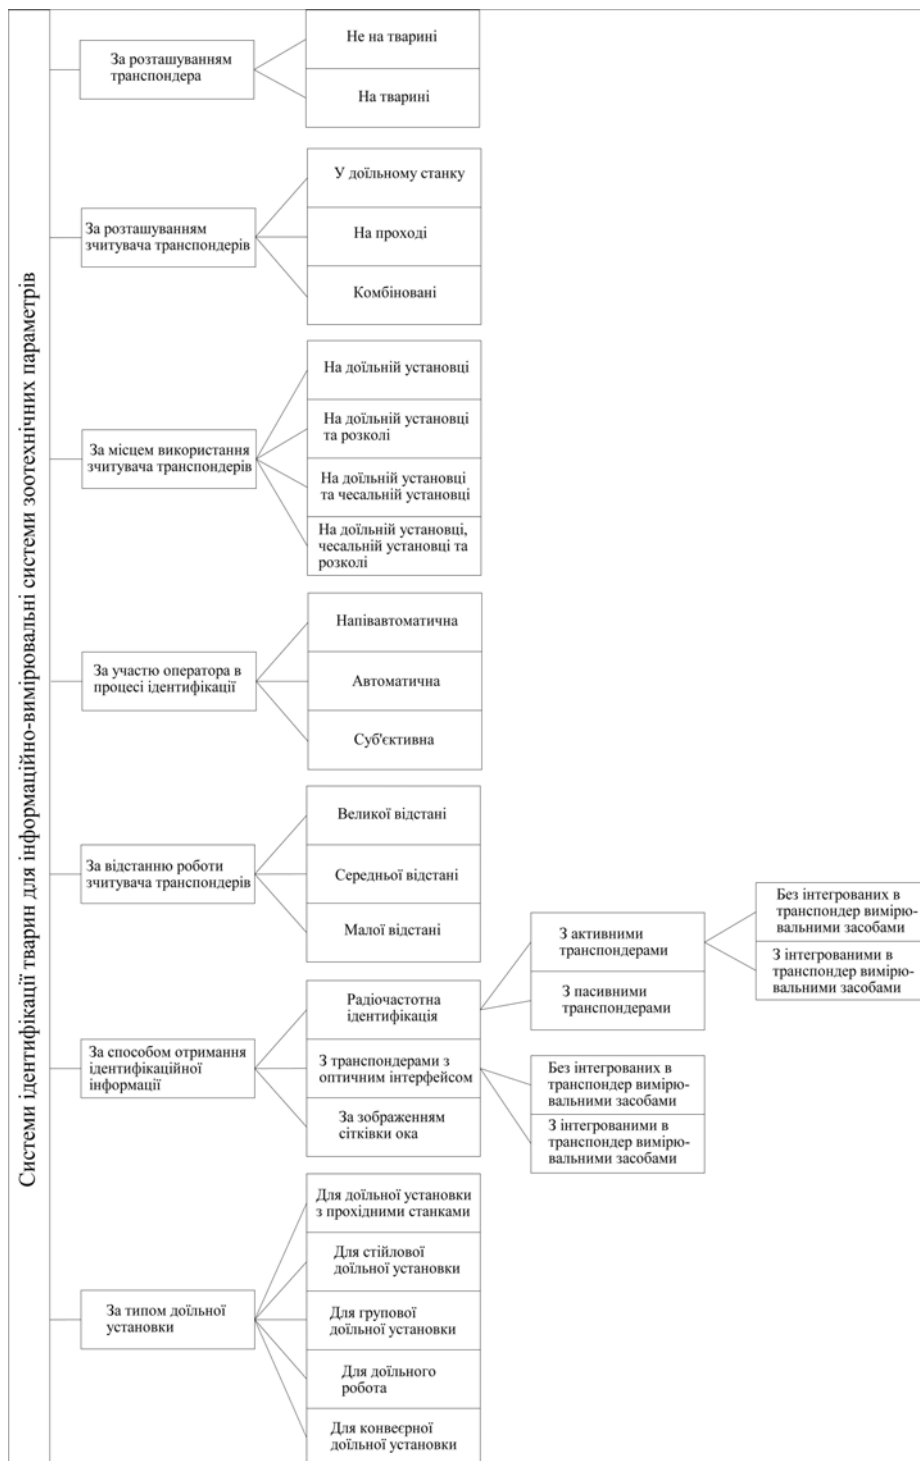 Системи ідентифікації тварин для інформаційно-вимірювальні системи зоотехнічних параметрів
За розташуванням
транспондера
Не на тварині
На тварині
За розташуванням
зчитувача транспондерів
У доїльному станку
На проході
Комбіновані
За місцем використання
зчитувача транспондерів
На доїльній установці
На доїльній установці
та розколі
На доїльній установці
та чесальній установці
На доїльній установці,
чесальній установці та
розколі
За участю оператора в
процесі ідентифікації
Напівавтоматична
Автоматична
Суб'єктивна
За відстанню роботи
зчитувача транспондерів
Великої відстані
Середньої відстані
Малої відстані
За способом отримання
ідентифікаційної
інформації
Радіочастотна
ідентифікація
З активними
транспондерами
Без інтегрованих в
транспондер вимірю-
вальними засобами
З інтегрованими в
транспондер вимірю-
вальними засобами
З пасивними
транспондерами
З транспондерами з
оптичним інтерфейсом
Без інтегрованих в
транспондер вимірю-
вальними засобами
З інтегрованими в
транспондер вимірю-
вальними засобами
За зображенням
сітківки ока
За типом доїльної
установки
Для доїльної установки
з прохідними станками
Для стійлової
доїльної установки
Для групової
доїльної установки
Для доїльного
робота
Для конвеєрної
доїльної установки